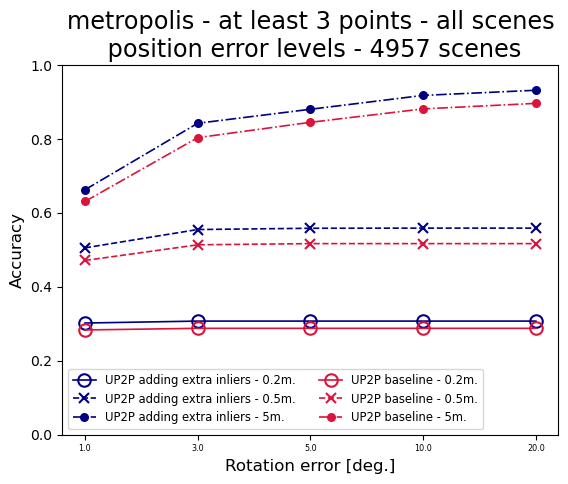 metropolis - at least 3 points - all scenes
position error levels - 4957 scenes
1.0
0.8
0.6
0.4
0.2
0.0
Accuracy
UP2P adding extra inliers - 0.2m.
UP2P adding extra inliers - 0.5m.
UP2P adding extra inliers - 5m.
UP2P baseline - 0.2m.
UP2P baseline - 0.5m.
UP2P baseline - 5m.
1.0 3.0 5.0 10.0 20.0
Rotation error [deg.]